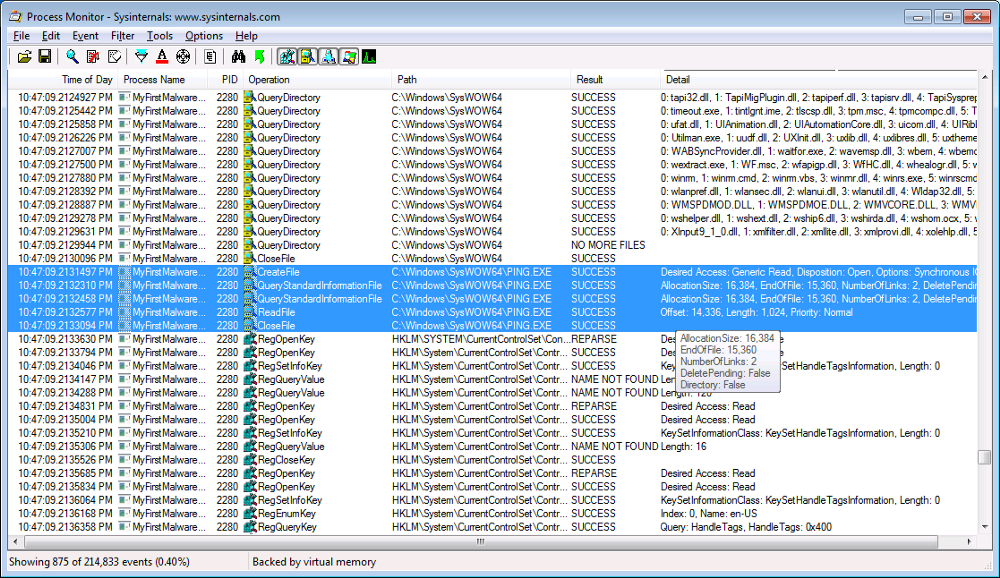 Process Monitor - Sysinternals: www.sysinternals.com
File Edit Event Filter Tools Options Help
Time of Day Process Name PID Operation Path Result Detail
10:47:09.2124927 PM MyFirstMalware... 2280 QueryDirectory C:\Windows\SysWOW64 SUCCESS 0: tapi32.dll, 1: TapiMigPlugin.dll, 2: tapiperf.dll, 3: tapisrv.dll, 4: TapiSysprep
10:47:09.2125442 PM MyFirstMalware... 2280 QueryDirectory C:\Windows\SysWOW64 SUCCESS 0: timeout.exe, 1: tintlgnt.ime, 2: tlscsp.dll, 3: tpm.msc, 4: tpmcompc.dll, 5: T
10:47:09.2125858 PM MyFirstMalware... 2280 QueryDirectory C:\Windows\SysWOW64 SUCCESS 0: ufat.dll, 1: UIAnimation.dll, 2: UIAutomationCore.dll, 3: uicom.dll, 4: UIRibl
10:47:09.2126226 PM MyFirstMalware... 2280 QueryDirectory C:\Windows\SysWOW64 SUCCESS 0: Utilman.exe, 1: uudf.dll, 2: UXInit.dll, 3: uxlib.dll, 4: uxlibres.dll, 5: uxtheme
10:47:09.2127007 PM MyFirstMalware... 2280 QueryDirectory C:\Windows\SysWOW64 SUCCESS 0: WABSyncProvider.dll, 1: waitfor.exe, 2: wavemsp.dll, 3: wbem, 4: wbemc
10:47:09.2127500 PM MyFirstMalware... 2280 QueryDirectory C:\Windows\SysWOW64 SUCCESS 0: wextract.exe, 1: WF.msc, 2: wfapigp.dll, 3: WfHC.dll, 4: whealogr.dll, 5: w
10:47:09.2127880 PM MyFirstMalware... 2280 QueryDirectory C:\Windows\SysWOW64 SUCCESS 0: winrm, 1: winrm.cmd, 2: winrm.vbs, 3: winrnr.dll, 4: winrs.exe, 5: winrscmd
10:47:09.2128392 PM MyFirstMalware... 2280 QueryDirectory C:\Windows\SysWOW64 SUCCESS 0: wlanpref.dll, 1: wlansec.dll, 2: wlanui.dll, 3: wlanutil.dll, 4: Wldap32.dll, 5:
10:47:09.2128887 PM MyFirstMalware... 2280 QueryDirectory C:\Windows\SysWOW64 SUCCESS 0: WMSPDMOD.DLL, 1: WMSPDMOE.DLL, 2: WMVCORE.DLL, 3: WMV
10:47:09.2129278 PM MyFirstMalware... 2280 QueryDirectory C:\Windows\SysWOW64 SUCCESS 0: wshelper.dll, 1: wshext.dll, 2: wship6.dll, 3: wshirda.dll, 4: wshom.ocx, 5: w
10:47:09.2129631 PM MyFirstMalware... 2280 QueryDirectory C:\Windows\SysWOW64 SUCCESS 0: XInput9_1_0.dll, 1: xmlfilter.dll, 2: xmllite.dll, 3: xmlprovi.dll, 4: xolehlp.dll, 5:
10:47:09.2129944 PM MyFirstMalware... 2280 QueryDirectory C:\Windows\SysWOW64 NO MORE FILES
10:47:09.2130096 PM MyFirstMalware... 2280 CloseFile C:\Windows\SysWOW64 SUCCESS
10:47:09.2131497 PM MyFirstMalware... 2280 CreateFile C:\Windows\SysWOW64\PING.EXE SUCCESS Desired Access: Generic Read, Disposition: Open, Options: Synchronous IO
10:47:09.2132310 PM MyFirstMalware... 2280 QueryStandardInformationFile C:\Windows\SysWOW64\PING.EXE SUCCESS AllocationSize: 16,384, EndOfFile: 15,360, NumberOfLinks: 2, DeletePending
10:47:09.2132458 PM MyFirstMalware... 2280 QueryStandardInformationFile C:\Windows\SysWOW64\PING.EXE SUCCESS AllocationSize: 16,384, EndOfFile: 15,360, NumberOfLinks: 2, DeletePending
10:47:09.2132577 PM MyFirstMalware... 2280 ReadFile C:\Windows\SysWOW64\PING.EXE SUCCESS Offset: 14,336, Length: 1,024, Priority: Normal
10:47:09.2133094 PM MyFirstMalware... 2280 CloseFile C:\Windows\SysWOW64\PING.EXE SUCCESS
10:47:09.2133630 PM MyFirstMalware... 2280 RegOpenKey HKLM\SYSTEM\CurrentControlSet\Con... REPARSE
10:47:09.2133794 PM MyFirstMalware... 2280 RegOpenKey HKLM\System\CurrentControlSet\Contr... SUCCESS
10:47:09.2134046 PM MyFirstMalware... 2280 RegSetInfoKey HKLM\System\CurrentControlSet\Contr... SUCCESS SetHandleTagsInformation, Length: 0
10:47:09.2134147 PM MyFirstMalware... 2280 RegQueryValue HKLM\System\CurrentControlSet\Contr... NAME NOT FOUND
10:47:09.2134288 PM MyFirstMalware... 2280 RegQueryValue HKLM\System\CurrentControlSet\Contr... NAME NOT FOUND Length: 120
AllocationSize: 16,384
EndOfFile: 15,360
NumberOfLinks: 2
DeletePending: False
Directory: False
10:47:09.2134831 PM MyFirstMalware... 2280 RegOpenKey HKLM\System\CurrentControlSet\Contr... REPARSE Desired Access: Read
10:47:09.2135004 PM MyFirstMalware... 2280 RegOpenKey HKLM\System\CurrentControlSet\Contr... SUCCESS Desired Access: Read
10:47:09.2135210 PM MyFirstMalware... 2280 RegSetInfoKey HKLM\System\CurrentControlSet\Contr... SUCCESS KeySetInformationClass: KeySetHandleTagsInformation, Length: 0
10:47:09.2135306 PM MyFirstMalware... 2280 RegQueryValue HKLM\System\CurrentControlSet\Contr... NAME NOT FOUND Length: 16
10:47:09.2135526 PM MyFirstMalware... 2280 RegCloseKey HKLM\System\CurrentControlSet\Contr... SUCCESS
10:47:09.2135685 PM MyFirstMalware... 2280 RegOpenKey HKLM\System\CurrentControlSet\Contr... REPARSE Desired Access: Read
10:47:09.2135834 PM MyFirstMalware... 2280 RegOpenKey HKLM\System\CurrentControlSet\Contr... SUCCESS Desired Access: Read
10:47:09.2136064 PM MyFirstMalware... 2280 RegSetInfoKey HKLM\System\CurrentControlSet\Contr... SUCCESS KeySetInformationClass: KeySetHandleTagsInformation, Length: 0
10:47:09.2136168 PM MyFirstMalware... 2280 RegEnumKey HKLM\System\CurrentControlSet\Contr... SUCCESS Index: 0, Name: en-US
10:47:09.2136358 PM MyFirstMalware... 2280 RegQueryKey HKLM\System\CurrentControlSet\Contr... SUCCESS Query: HandleTags, HandleTags: 0x400
Showing 875 of 214,833 events (0.40%) Backed by virtual memory